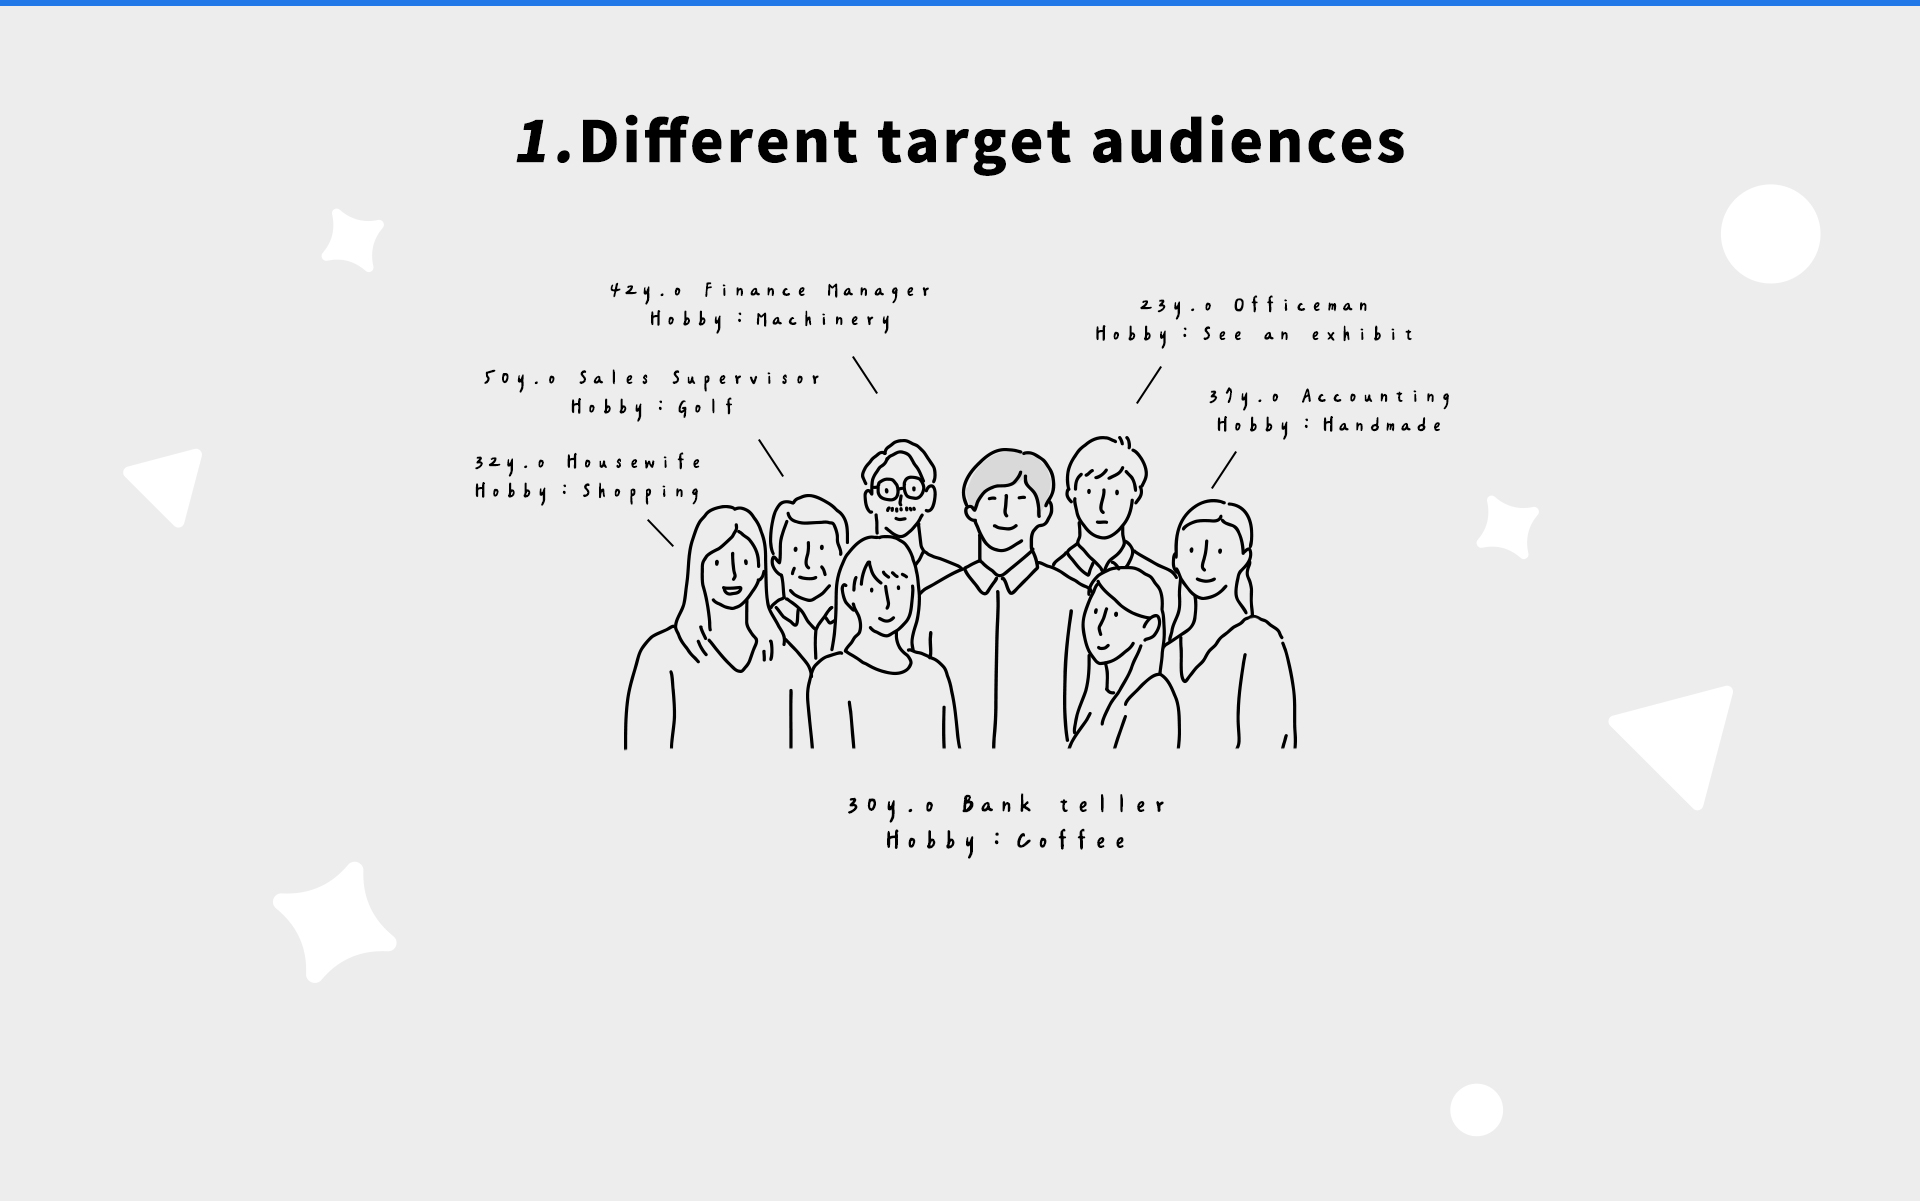 1.Different target audiences
42y.o Finance Manager
Hobby：Machinery
23y.o Officeman
Hobby：See an exhibit
50y.o Sales Supervisor
Hobby：Golf
37y.o Accounting
Hobby：Handmade
32y.o Housewife
Hobby：Shopping
30y.o Bank teller
Hobby：Coffee